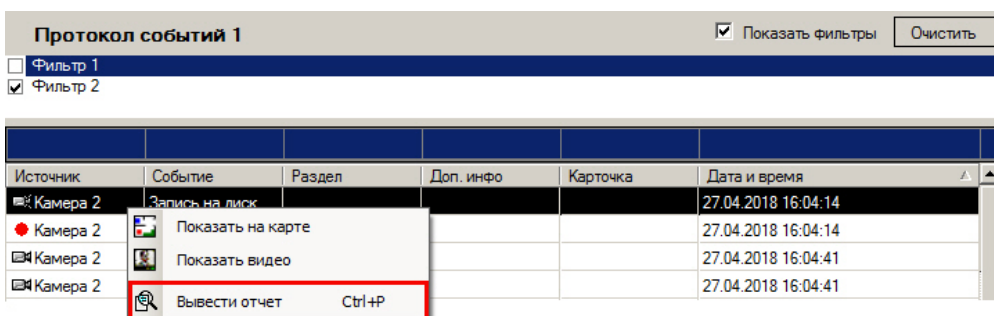 Протокол событий 1 Показать фильтры Очистить
Фильтр 1
Фильтр 2
Источник Событие Раздел Доп. инфо Карточка Дата и время
Камера 2 Запись на диск 27.04.2018 16:04:14
Камера 2 Показать на карте 27.04.2018 16:04:14
Камера 2 Показать видео 27.04.2018 16:04:41
Камера 2 27.04.2018 16:04:41
Вывести отчет Ctrl+P